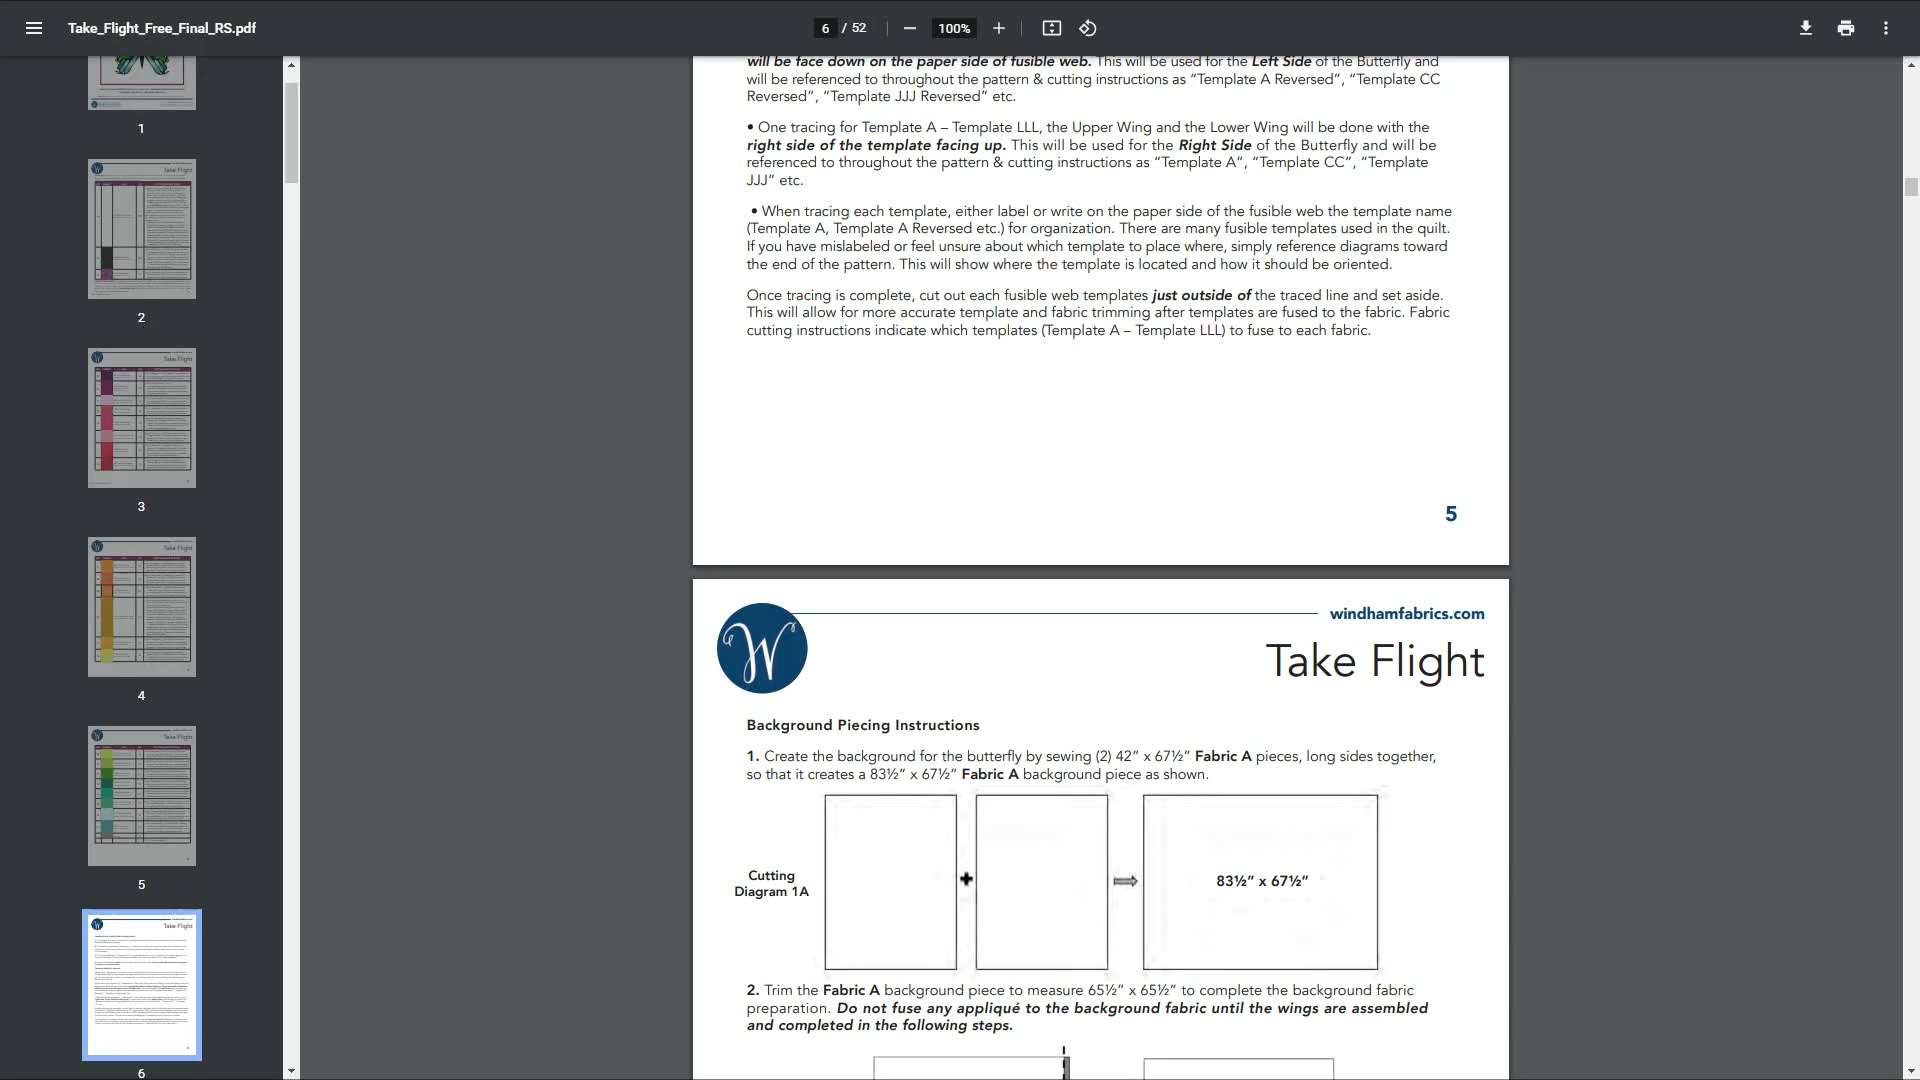 Take_Flight_Free_Final_RS.pdf
6 / 52
100%
1
Take Flight
2
Take Flight
3
Take Flight
4
Take Flight
5
Take Flight
6
will be face down on the paper side of fusible web. This will be used for the Left Side of the Butterfly and
will be referenced to throughout the pattern & cutting instructions as “Template A Reversed”, “Template CC
Reversed”, “Template JJJ Reversed” etc.
• One tracing for Template A – Template LLL, the Upper Wing and the Lower Wing will be done with the
right side of the template facing up. This will be used for the Right Side of the Butterfly and will be
referenced to throughout the pattern & cutting instructions as “Template A”, “Template CC”, “Template
JJJ” etc.
• When tracing each template, either label or write on the paper side of the fusible web the template name
(Template A, Template A Reversed etc.) for organization. There are many fusible templates used in the quilt.
If you have mislabeled or feel unsure about which template to place where, simply reference diagrams toward
the end of the pattern. This will show where the template is located and how it should be oriented.
Once tracing is complete, cut out each fusible web templates just outside of the traced line and set aside.
This will allow for more accurate template and fabric trimming after templates are fused to the fabric. Fabric
cutting instructions indicate which templates (Template A – Template LLL) to fuse to each fabric.
5
W
windhamfabrics.com
Take Flight
Background Piecing Instructions
1. Create the background for the butterfly by sewing (2) 42” x 67½” Fabric A pieces, long sides together,
so that it creates a 83½” x 67½” Fabric A background piece as shown.
Cutting
Diagram 1A
83½” x 67½”
2. Trim the Fabric A background piece to measure 65½” x 65½” to complete the background fabric
preparation. Do not fuse any appliqué to the background fabric until the wings are assembled
and completed in the following steps.